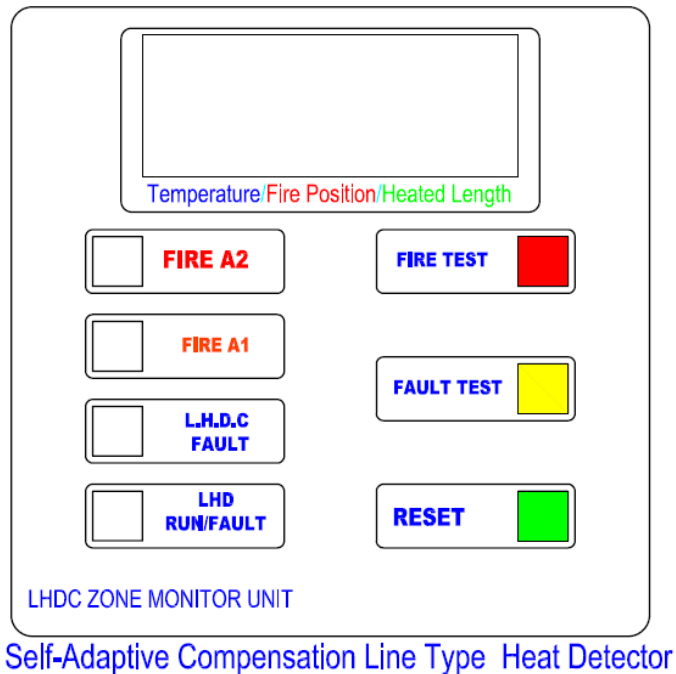 Temperature/Fire Position/Heated Length
FIRE A2
FIRE TEST
FIRE A1
FAULT TEST
L.H.D.C
FAULT
LHD
RUN/FAULT
RESET
LHDC ZONE MONITOR UNIT
Self-Adaptive Compensation Line Type Heat Detector